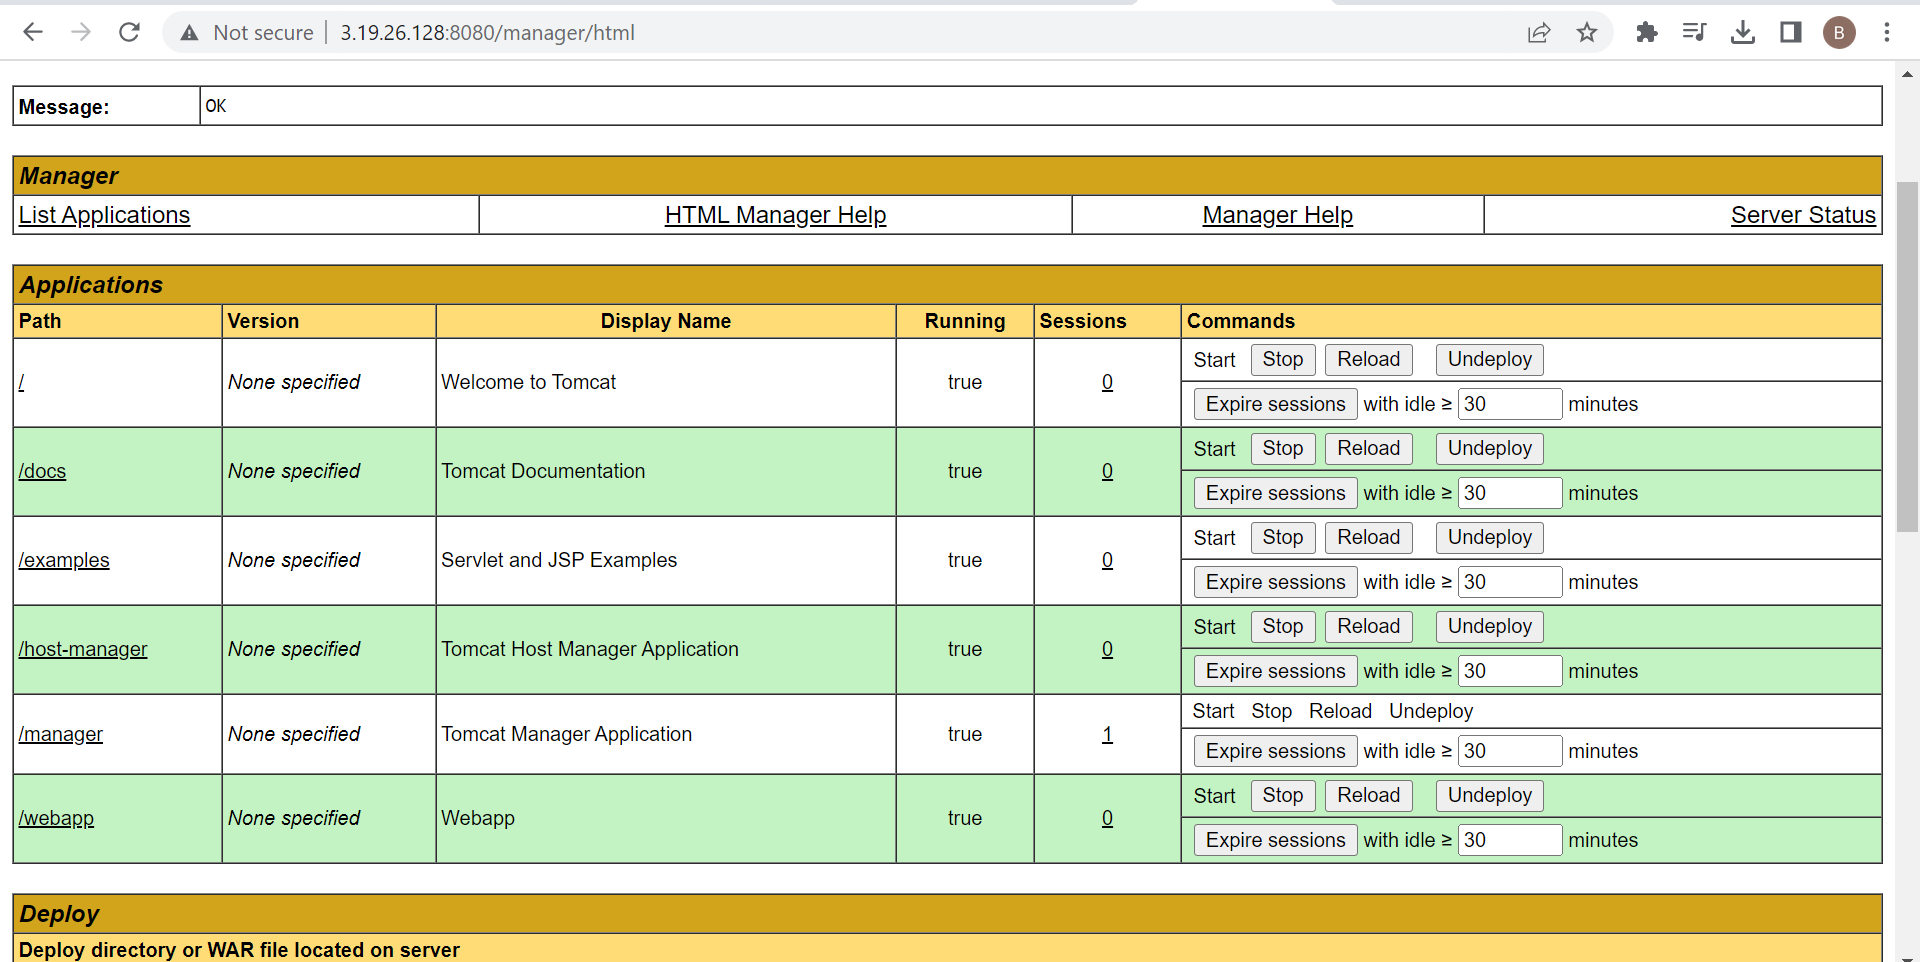 Not secure 3.19.26.128:8080/manager/html B
Message: OK
Manager
List Applications HTML Manager Help Manager Help Server Status
Applications
Path Version Display Name Running Sessions Commands
/ None specified Welcome to Tomcat true 0 Start Stop Reload Undeploy
Expire sessions with idle ≥ 30 minutes
/docs None specified Tomcat Documentation true 0 Start Stop Reload Undeploy
Expire sessions with idle ≥ 30 minutes
/examples None specified Servlet and JSP Examples true 0 Start Stop Reload Undeploy
Expire sessions with idle ≥ 30 minutes
/host-manager None specified Tomcat Host Manager Application true 0 Start Stop Reload Undeploy
Expire sessions with idle ≥ 30 minutes
/manager None specified Tomcat Manager Application true 1 Start Stop Reload Undeploy
Expire sessions with idle ≥ 30 minutes
/webapp None specified Webapp true 0 Start Stop Reload Undeploy
Expire sessions with idle ≥ 30 minutes
Deploy
Deploy directory or WAR file located on server